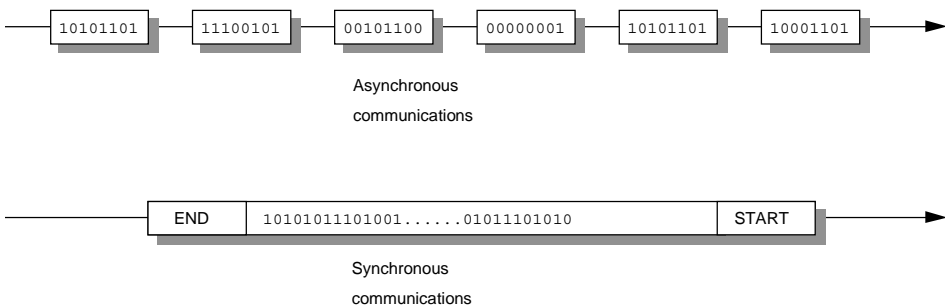 10101101 11100101 00101100 00000001 10101101 10001101
Asynchronous
communications
END 10101011101001......01011101010 START
Synchronous
communications